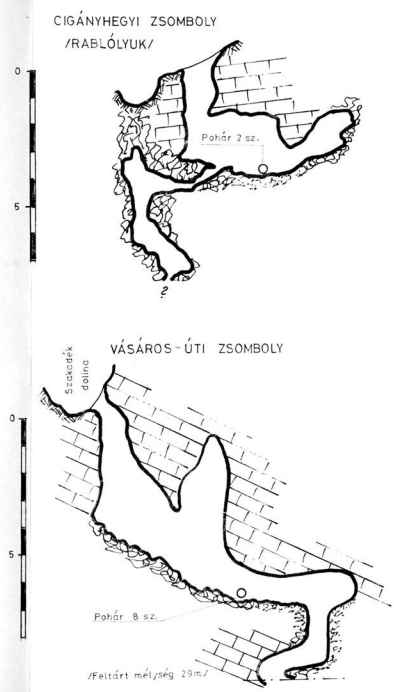 CIGÁNYHEGYI ZSOMBOLY
/RABLÓLYUK/
0
Pohár 2 sz.
5
?
VÁSÁROS-ÚTI ZSOMBOLY
Szakadék
dolina
0
5
Pohár 8 sz.
/Feltárt mélység 29m/